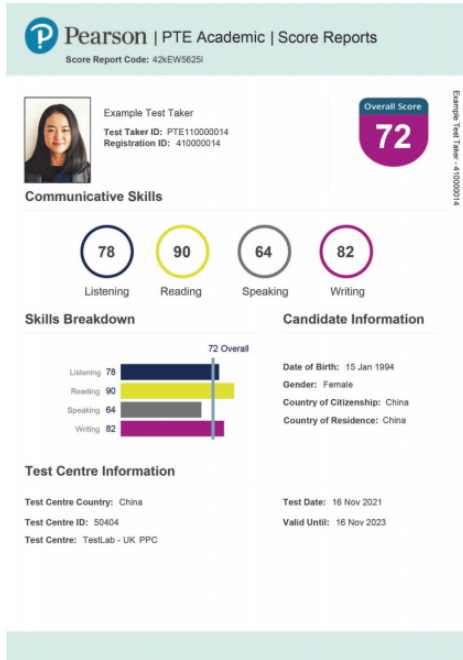 Pearson | PTE Academic | Score Reports
Score Report Code: 42kEW5625I
Example Test Taker
Test Taker ID: PTE110000014
Registration ID: 410000014
Overall Score
72
Example Test Taker - 410000014
Communicative Skills
78 90 64 82
Listening Reading Speaking Writing
Skills Breakdown
72 Overall
Listening 78
Reading 90
Speaking 64
Writing 82
Candidate Information
Date of Birth: 15 Jan 1994
Gender: Female
Country of Citizenship: China
Country of Residence: China
Test Centre Information
Test Centre Country: China
Test Centre ID: 50404
Test Centre: TestLab - UK PPC
Test Date: 16 Nov 2021
Valid Until: 16 Nov 2023